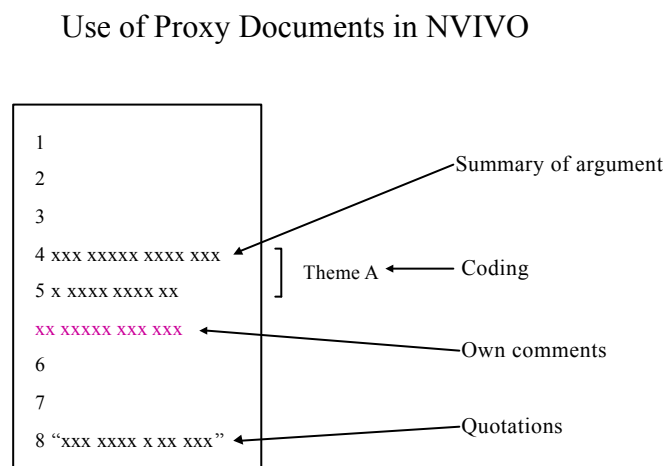 Use of Proxy Documents in NVIVO
1
2
3
4 xxx xxxxx xxxx xxx
5 x xxxx xxxx xx
xx xxxxx xxx xxx
6
7
8 “xxx xxxx x xx xxx”
Theme A
Summary of argument
Coding
Own comments
Quotations